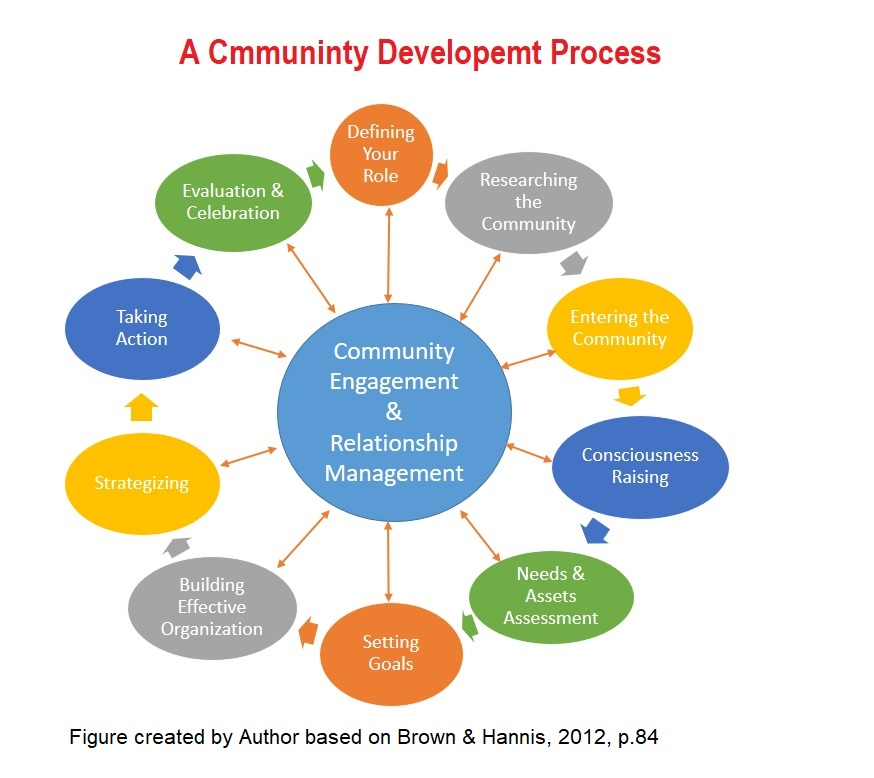 A Cmmuninty Developemt Process
Defining
Your
Role
Researching
the
Community
Entering the
Community
Consciousness
Raising
Needs &
Assets
Assessment
Setting
Goals
Building
Effective
Organization
Strategizing
Taking
Action
Evaluation &
Celebration
Community
Engagement
&
Relationship
Management
Figure created by Author based on Brown & Hannis, 2012, p.84